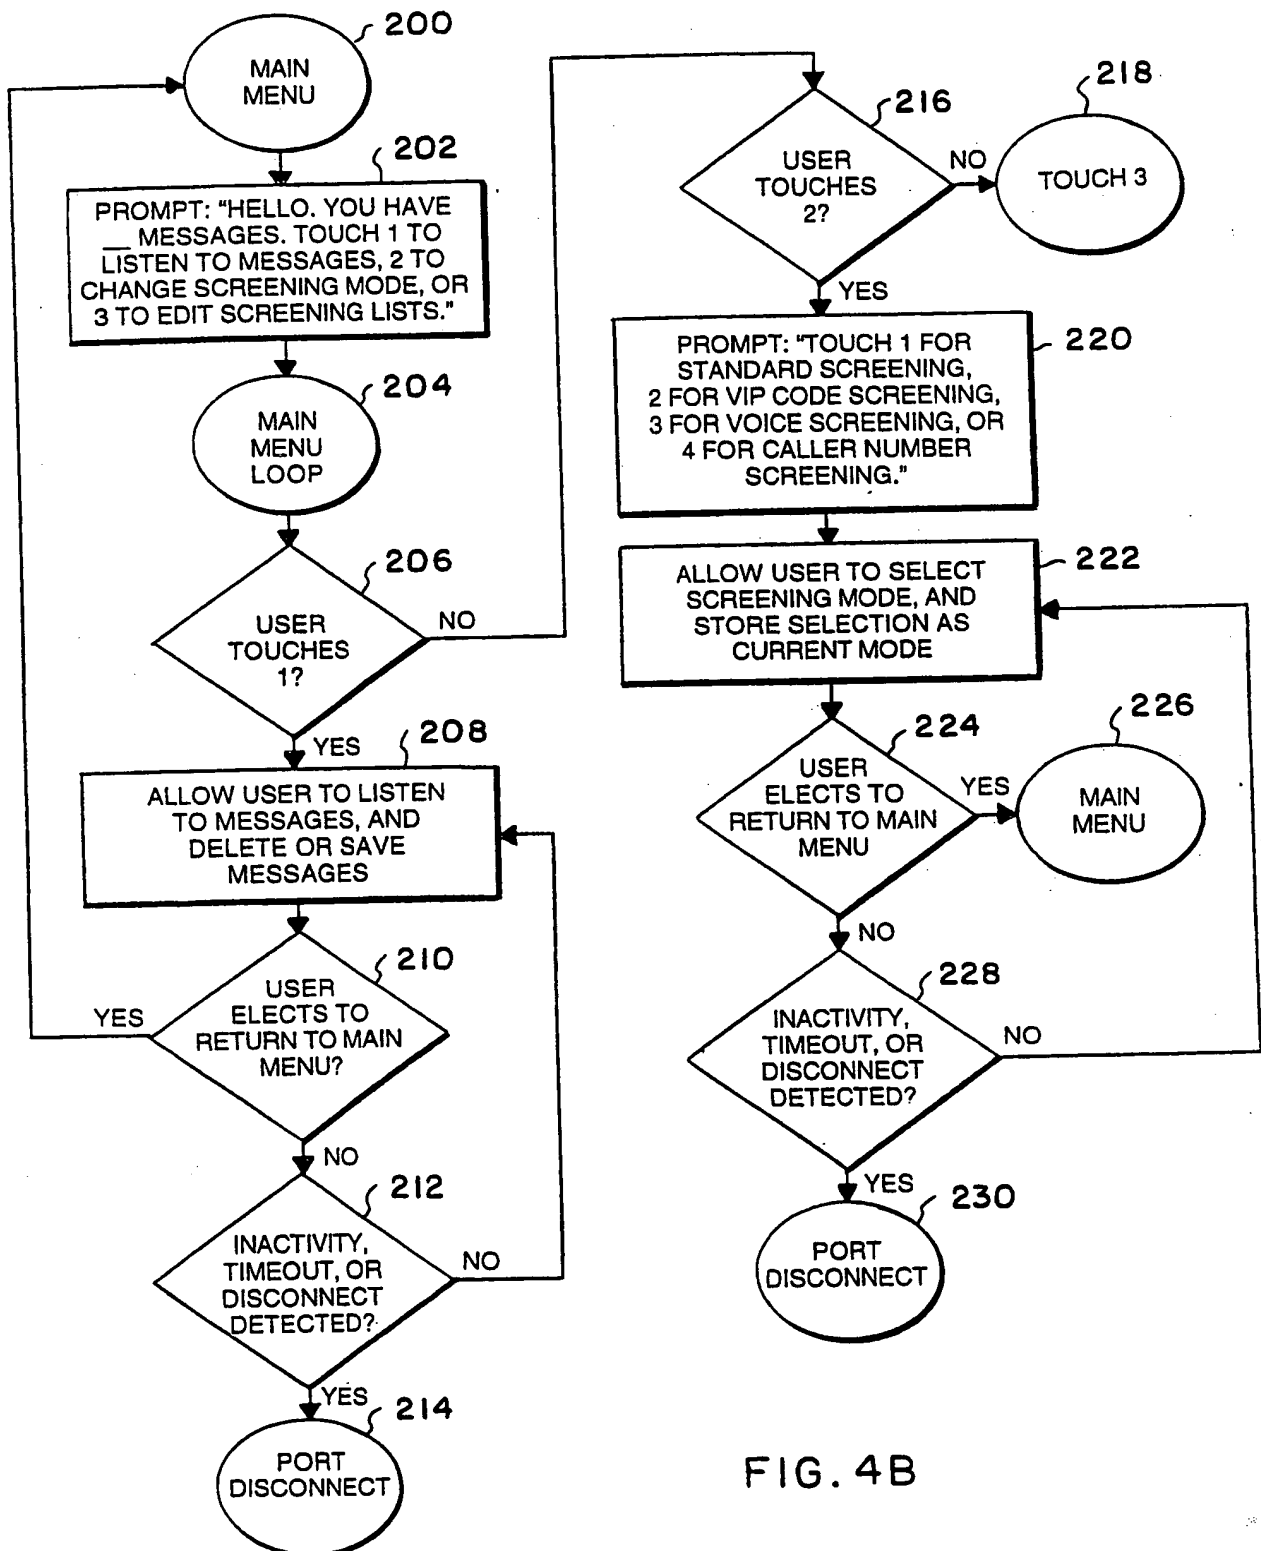 200
MAIN
MENU
202
PROMPT: "HELLO. YOU HAVE
__ MESSAGES. TOUCH 1 TO
LISTEN TO MESSAGES, 2 TO
CHANGE SCREENING MODE, OR
3 TO EDIT SCREENING LISTS."
204
MAIN
MENU
LOOP
206
USER
TOUCHES
1?
NO
YES
208
ALLOW USER TO LISTEN
TO MESSAGES, AND
DELETE OR SAVE
MESSAGES
210
USER
ELECTS TO
RETURN TO MAIN
MENU?
YES
NO
212
INACTIVITY,
TIMEOUT, OR
DISCONNECT
DETECTED?
NO
YES
214
PORT
DISCONNECT
216
USER
TOUCHES
2?
NO
218
TOUCH 3
YES
220
PROMPT: "TOUCH 1 FOR
STANDARD SCREENING,
2 FOR VIP CODE SCREENING,
3 FOR VOICE SCREENING, OR
4 FOR CALLER NUMBER
SCREENING."
222
ALLOW USER TO SELECT
SCREENING MODE, AND
STORE SELECTION AS
CURRENT MODE
224
USER
ELECTS TO
RETURN TO MAIN
MENU
YES
226
MAIN
MENU
NO
228
INACTIVITY,
TIMEOUT, OR
DISCONNECT
DETECTED?
NO
YES
230
PORT
DISCONNECT
FIG. 4B